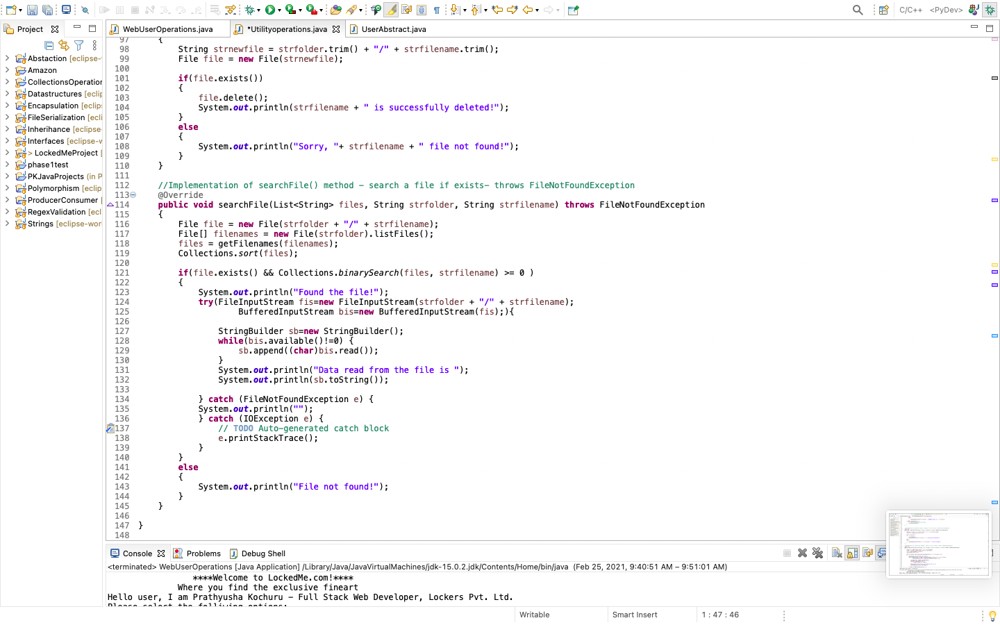 C/C++ <PyDev>
Project
WebUserOperations.java *Utilityoperations.java UserAbstract.java
Abstaction [eclipse-
Amazon
CollectionsOperation
Datastructures [eclip
Encapsulation [eclips
FileSerialization [ecli
Inherihance [eclipse-
Interfaces [eclipse-w
> LockedMeProject [
phase1test
PKJavaProjects (in P
Polymorphism [eclip
ProducerConsumer [
RegexValidation [ecl
Strings [eclipse-wor
97 {
98 String strnewfile = strfolder.trim() + "/" + strfilename.trim();
99 File file = new File(strnewfile);
100
101 if(file.exists())
102 {
103 file.delete();
104 System.out.println(strfilename + " is successfully deleted!");
105 }
106 else
107 {
108 System.out.println("Sorry, "+ strfilename + " file not found!");
109 }
110 }
111
112 //Implementation of searchFile() method - search a file if exists- throws FileNotFoundException
113 @Override
114 public void searchFile(List<String> files, String strfolder, String strfilename) throws FileNotFoundException
115 {
116 File file = new File(strfolder + "/" + strfilename);
117 File[] filenames = new File(strfolder).listFiles();
118 files = getFilenames(filenames);
119 Collections.sort(files);
120
121 if(file.exists() && Collections.binarySearch(files, strfilename) >= 0 )
122 {
123 System.out.println("Found the file!");
124 try(FileInputStream fis=new FileInputStream(strfolder + "/" + strfilename);
125 BufferedInputStream bis=new BufferedInputStream(fis);){
126
127 StringBuilder sb=new StringBuilder();
128 while(bis.available()!=0) {
129 sb.append((char)bis.read());
130 }
131 System.out.println("Data read from the file is ");
132 System.out.println(sb.toString());
133
134 } catch (FileNotFoundException e) {
135 System.out.println("");
136 } catch (IOException e) {
137 // TODO Auto-generated catch block
138 e.printStackTrace();
139 }
140 }
141 else
142 {
143 System.out.println("File not found!");
144 }
145 }
146
147 }
148
Console Problems Debug Shell
<terminated> WebUserOperations [Java Application] /Library/Java/JavaVirtualMachines/jdk-15.0.2.jdk/Contents/Home/bin/java (Feb 25, 2021, 9:40:51 AM – 9:51:01 AM)
****Welcome to LockedMe.com!****
Where you find the exclusive fineart
Hello user, I am Prathyusha Kochuru - Full Stack Web Developer, Lockers Pvt. Ltd.
Please select the folliving options:
Writable Smart Insert 1 : 47 : 46